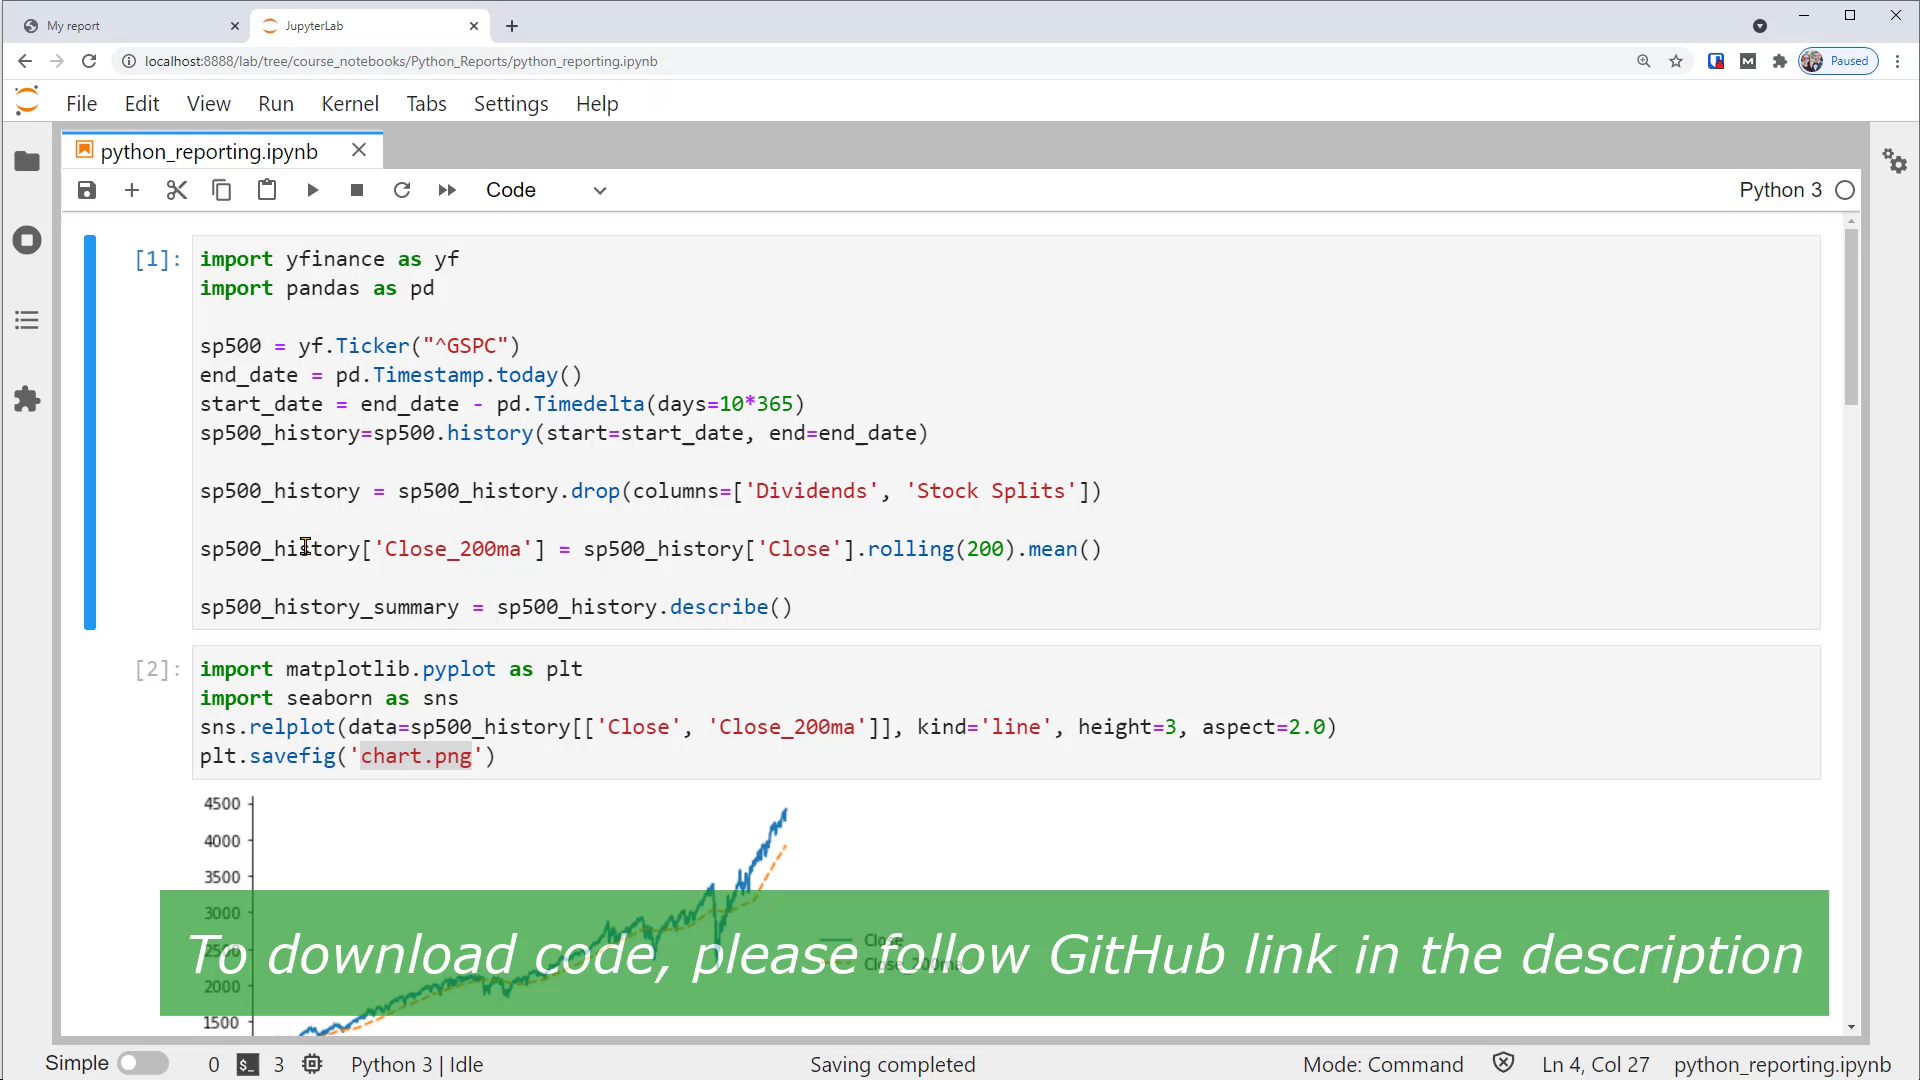 My report
JupyterLab
localhost:8888/lab/tree/course_notebooks/Python_Reports/python_reporting.ipynb
M
Paused
File Edit View Run Kernel Tabs Settings Help
python_reporting.ipynb
Code
Python 3
[1]:
import yfinance as yf
import pandas as pd
sp500 = yf.Ticker("^GSPC")
end_date = pd.Timestamp.today()
start_date = end_date - pd.Timedelta(days=10*365)
sp500_history=sp500.history(start=start_date, end=end_date)
sp500_history = sp500_history.drop(columns=['Dividends', 'Stock Splits'])
sp500_history['Close_200ma'] = sp500_history['Close'].rolling(200).mean()
sp500_history_summary = sp500_history.describe()
[2]:
import matplotlib.pyplot as plt
import seaborn as sns
sns.relplot(data=sp500_history[['Close', 'Close_200ma']], kind='line', height=3, aspect=2.0)
plt.savefig('chart.png')
4500
4000
3500
3000
2500
2000
1500
Close
Close_200ma
To download code, please follow GitHub link in the description
Simple 0 $_ 3 Python 3 | Idle Saving completed Mode: Command Ln 4, Col 27 python_reporting.ipynb